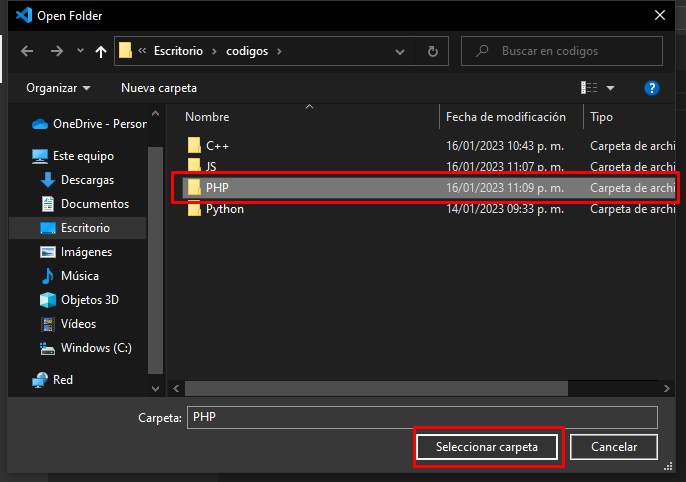 Open Folder
« Escritorio > codigos >
Buscar en codigos
Organizar Nueva carpeta
Nombre Fecha de modificación Tipo
OneDrive - Person
Este equipo
Descargas
Documentos
Escritorio
Imágenes
Música
Objetos 3D
Vídeos
Windows (C:)
Red
C++ 16/01/2023 10:43 p. m. Carpeta de archi
JS 16/01/2023 11:07 p. m. Carpeta de archi
PHP 16/01/2023 11:09 p. m. Carpeta de archi
Python 14/01/2023 09:33 p. m. Carpeta de archi
Carpeta: PHP
Seleccionar carpeta Cancelar